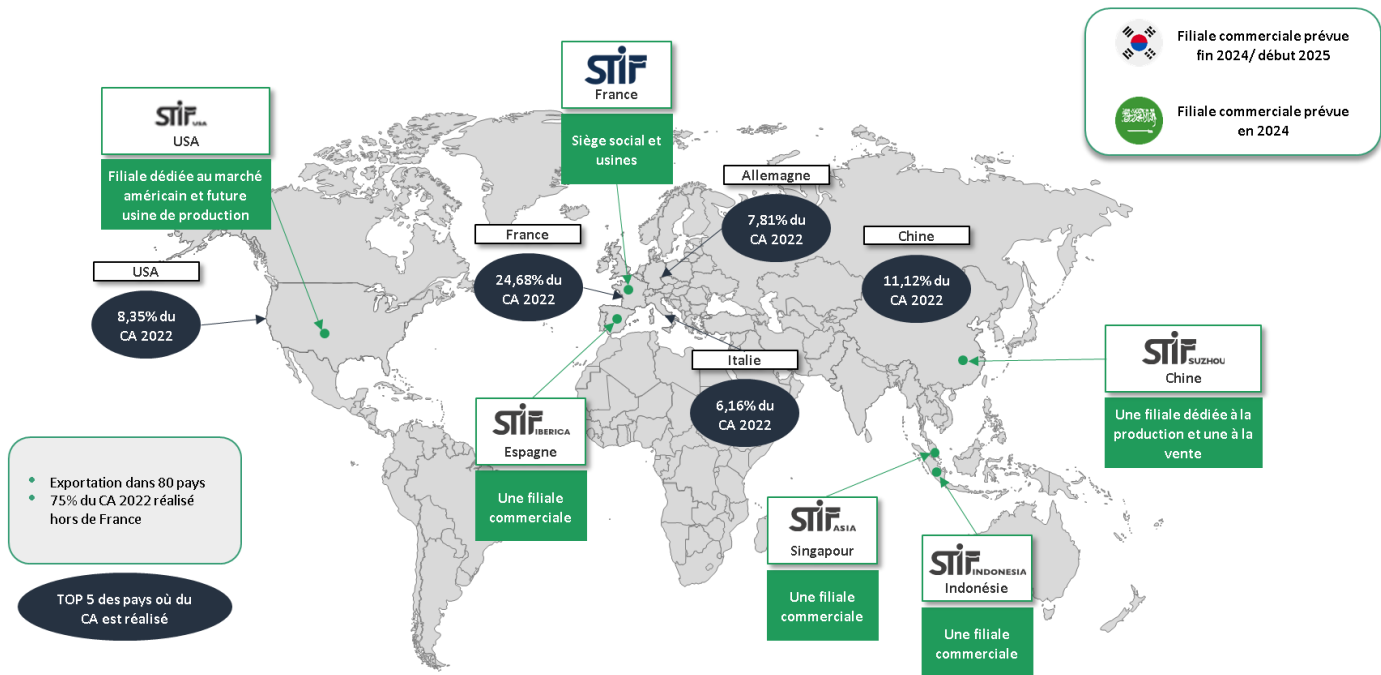 Filiale commerciale prévue
fin 2024/ début 2025
Filiale commerciale prévue
en 2024
STIF
France
Siège social et
usines
STIF USA
USA
Filiale dédiée au marché
américain et future
usine de production
Allemagne
7,81% du
CA 2022
France
24,68% du
CA 2022
Chine
11,12% du
CA 2022
USA
8,35% du
CA 2022
Italie
6,16% du
CA 2022
STIF SUZHOU
Chine
Une filiale dédiée à la
production et une à la
vente
STIF IBERICA
Espagne
Une filiale
commerciale
STIF ASIA
Singapour
Une filiale
commerciale
STIF INDONESIA
Indonésie
Une filiale
commerciale
• Exportation dans 80 pays
• 75% du CA 2022 réalisé
hors de France
TOP 5 des pays où du
CA est réalisé